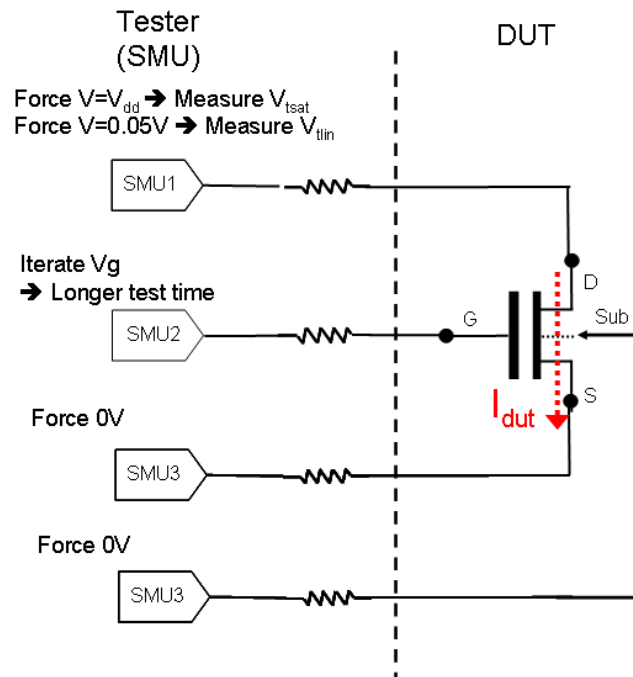 Tester
(SMU)
DUT
Force V=Vdd ➔ Measure Vtsat
Force V=0.05V ➔ Measure Vtlin
SMU1
D
Iterate Vg
➔ Longer test time
SMU2
G
Sub
Idut
S
Force 0V
SMU3
Force 0V
SMU3